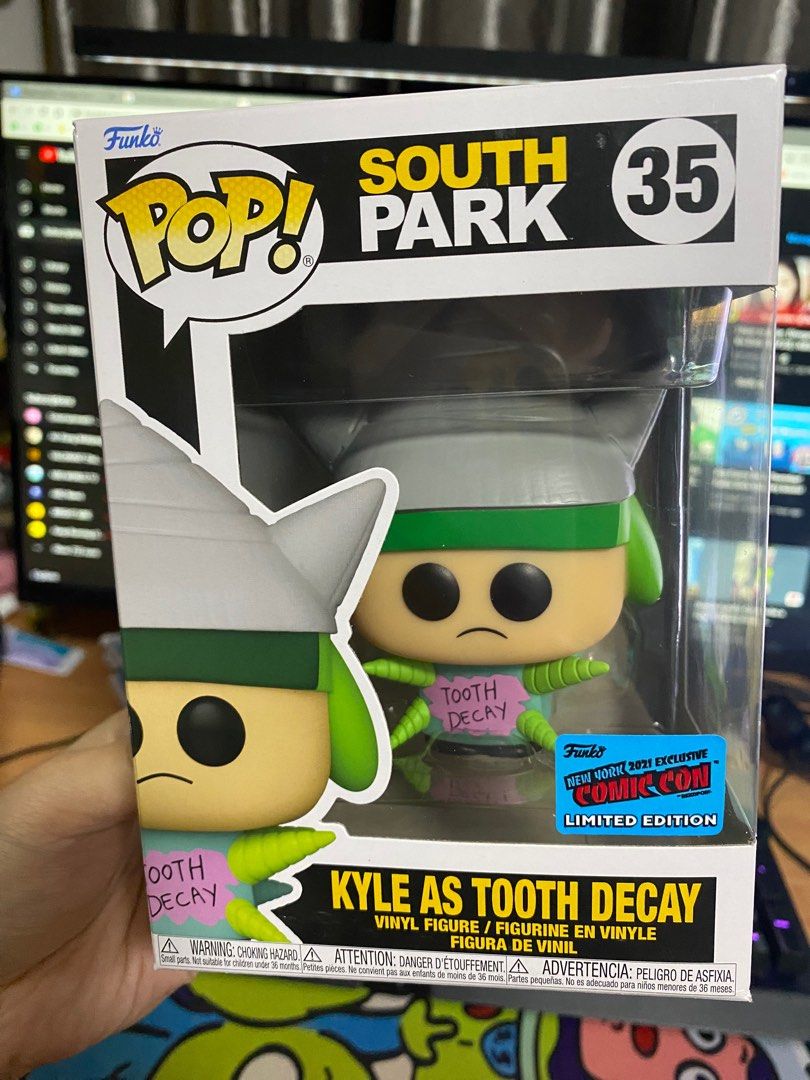 Funko
POP!®
SOUTH
PARK
35
TOOTH
DECAY
Funko
NEW YORK 2021 EXCLUSIVE
COMIC CON™
LIMITED EDITION
OOTH
DECAY
KYLE AS TOOTH DECAY
VINYL FIGURE / FIGURINE EN VINYLE
FIGURA DE VINIL
WARNING: CHOKING HAZARD.
Small parts. Not suitable for children under 36 months.
ATTENTION: DANGER D'ÉTOUFFEMENT.
Petites pièces. Ne convient pas aux enfants de moins de 36 mois.
ADVERTENCIA: PELIGRO DE ASFIXIA.
Partes pequeñas. No es adecuado para niños menores de 36 meses.